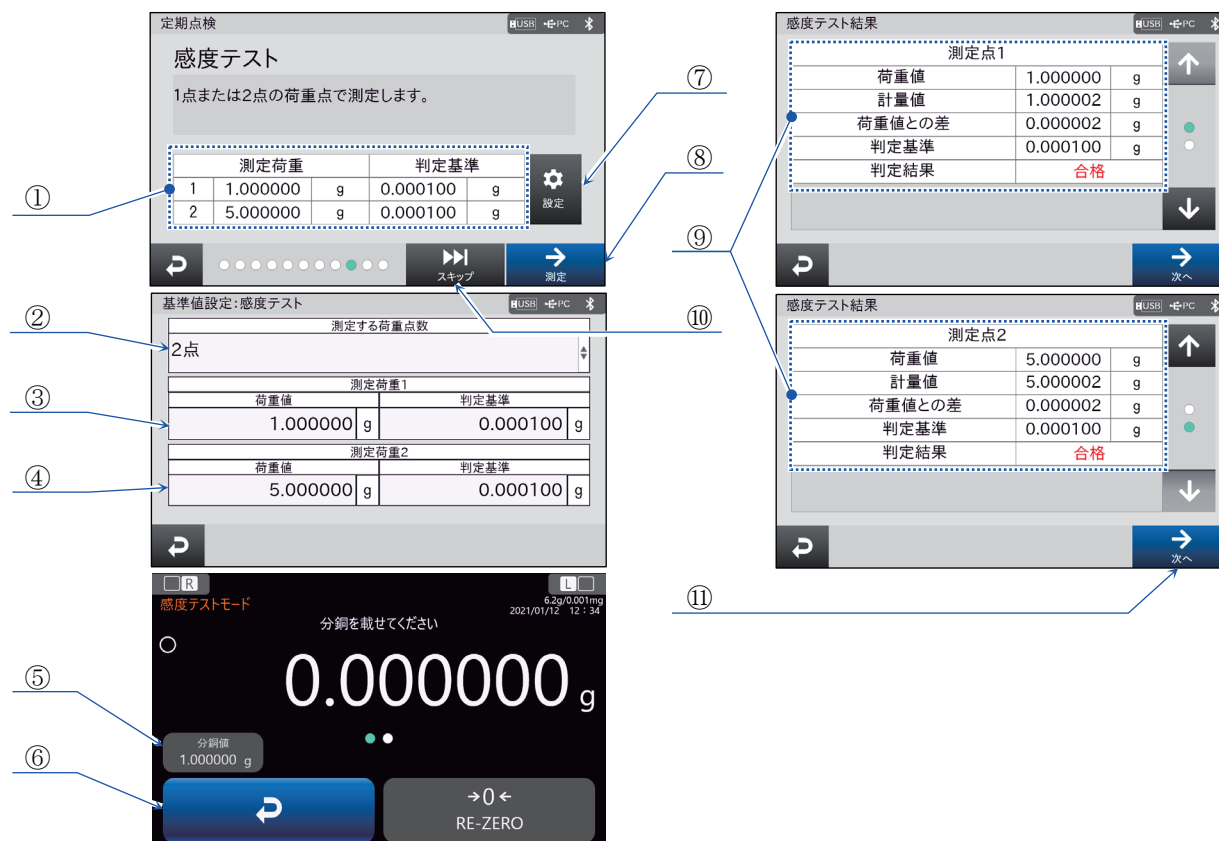 定期点検
USB PC
感度テスト
1点または2点の荷重点で測定します。
測定荷重 判定基準
1 1.000000 g 0.000100 g
2 5.000000 g 0.000100 g
設定
スキップ
測定
①
⑦
⑧
⑩
基準値設定:感度テスト
USB PC
測定する荷重点数
2点
測定荷重1
荷重値 判定基準
1.000000 g 0.000100 g
測定荷重2
荷重値 判定基準
5.000000 g 0.000100 g
②
③
④
R
L
感度テストモード
6.2g/0.001mg
2021/01/12 12:34
分銅を載せてください
0.000000 g
分銅値
1.000000 g
→0←
RE-ZERO
⑤
⑥
感度テスト結果
USB PC
測定点1
荷重値 1.000000 g
計量値 1.000002 g
荷重値との差 0.000002 g
判定基準 0.000100 g
判定結果 合格
次へ
⑨
感度テスト結果
USB PC
測定点2
荷重値 5.000000 g
計量値 5.000002 g
荷重値との差 0.000002 g
判定基準 0.000100 g
判定結果 合格
次へ
⑪